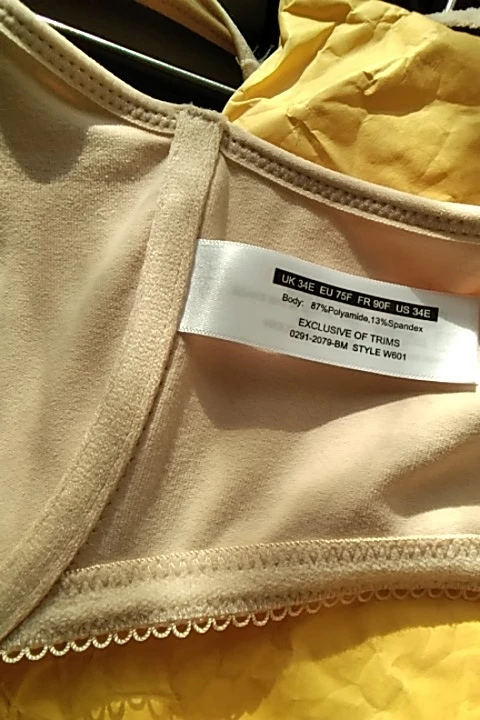 UK 34E EU 75F FR 90F US 34E
Body: 87%Polyamide,13%Spandex
EXCLUSIVE OF TRIMS
0291-2079-BM STYLE W601